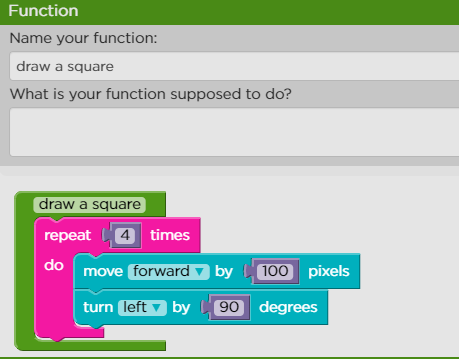 Function
Name your function:
draw a square
What is your function supposed to do?
draw a square
repeat 4 times
do
move forward by 100 pixels
turn left by 90 degrees